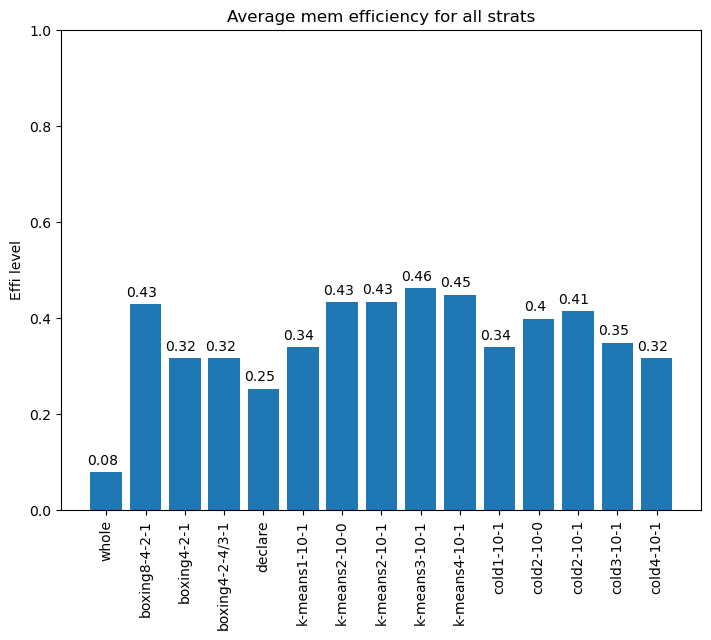 Average mem efficiency for all strats
Effi level
1.0
0.8
0.6
0.4
0.2
0.0
0.08
0.43
0.32
0.32
0.25
0.34
0.43
0.43
0.46
0.45
0.34
0.4
0.41
0.35
0.32
whole
boxing8-4-2-1
boxing4-2-1
boxing4-2-4/3-1
declare
k-means1-10-1
k-means2-10-0
k-means2-10-1
k-means3-10-1
k-means4-10-1
cold1-10-1
cold2-10-0
cold2-10-1
cold3-10-1
cold4-10-1